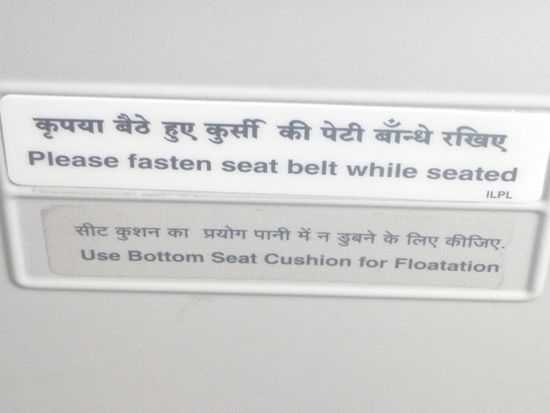 कृपया बैठे हुए कुर्सी की पेटी बाँन्धे रखिए
Please fasten seat belt while seated
ILPL
सीट कुशन का प्रयोग पानी में न डुबने के लिए कीजिए.
Use Bottom Seat Cushion for Floatation